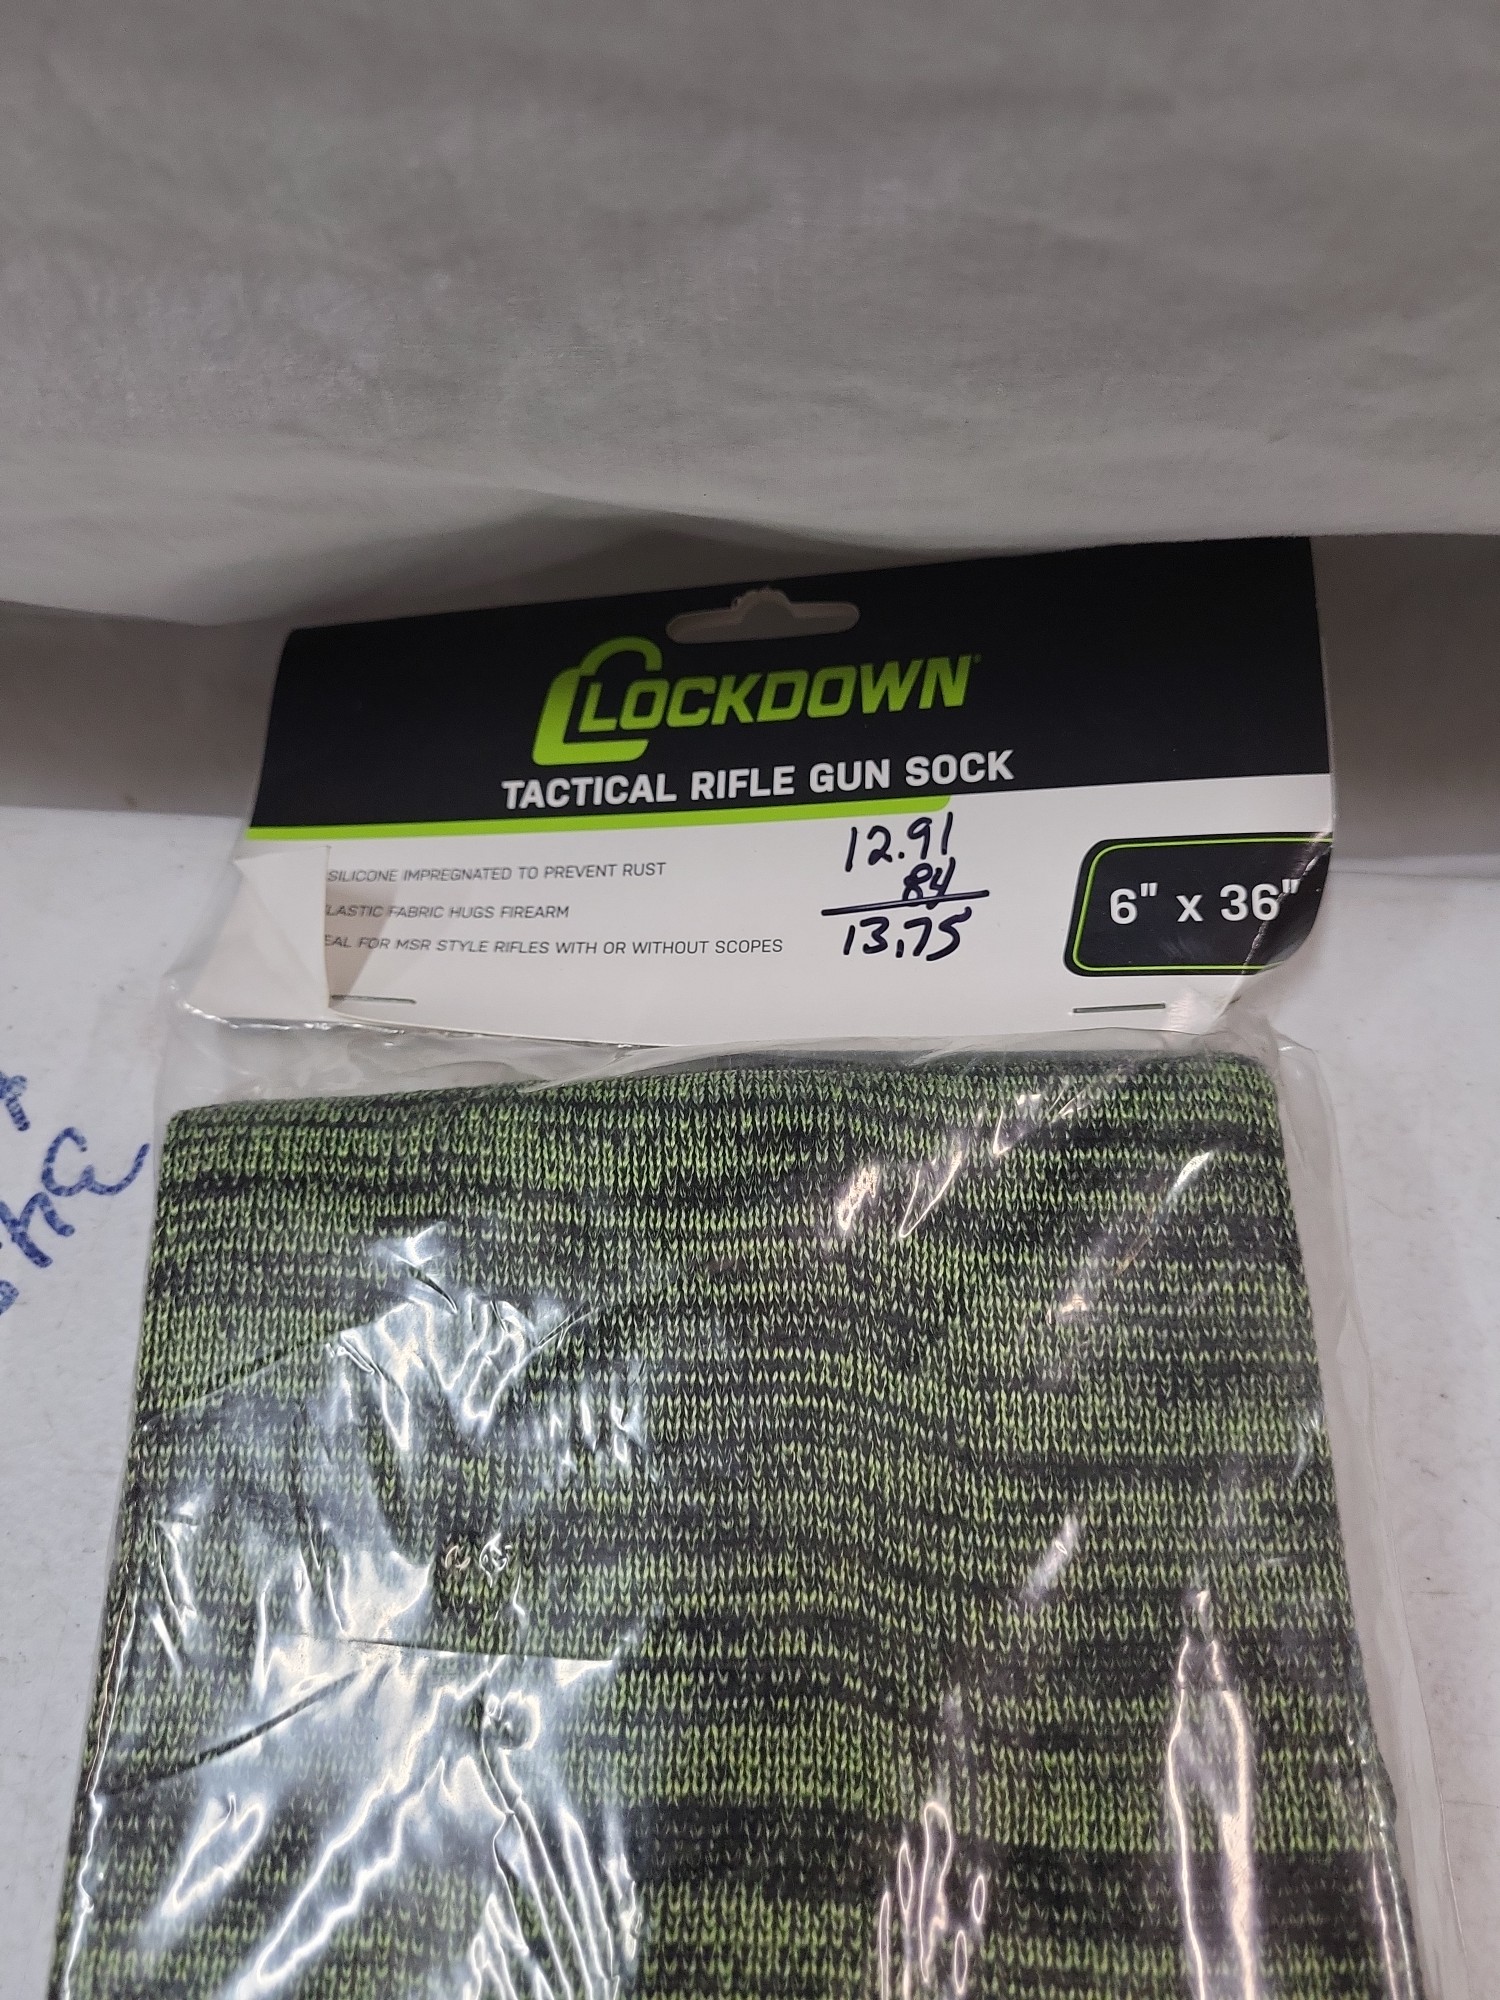 LOCKDOWN
TACTICAL RIFLE GUN SOCK
SILICONE IMPREGNATED TO PREVENT RUST
LASTIC FABRIC HUGS FIREARM
EAL FOR MSR STYLE RIFLES WITH OR WITHOUT SCOPES
12.91
84
13.75
6" x 36"